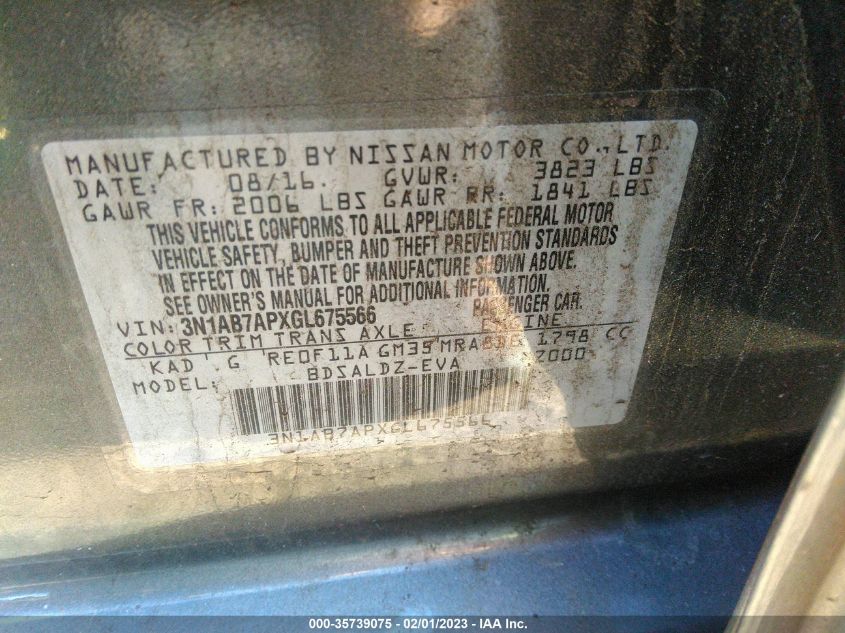 MANUFACTURED BY NISSAN MOTOR CO.,LTD.
DATE: 08/16. GVWR: 3823 LBS
GAWR FR: 2006 LBS GAWR RR: 1841 LBS
THIS VEHICLE CONFORMS TO ALL APPLICABLE FEDERAL MOTOR
VEHICLE SAFETY, BUMPER AND THEFT PREVENTION STANDARDS
IN EFFECT ON THE DATE OF MANUFACTURE SHOWN ABOVE.
SEE OWNER'S MANUAL FOR ADDITIONAL INFORMATION.
VIN: 3N1AB7APXGL675566 PASSENGER CAR.
COLOR TRIM TRANS AXLE ENGINE
KAD G RE0F11A GM35 1798 CC
MODEL: BDSALDZ-EVA
3N1AB7APXGL675566
000-35739075 - 02/01/2023 - IAA Inc.